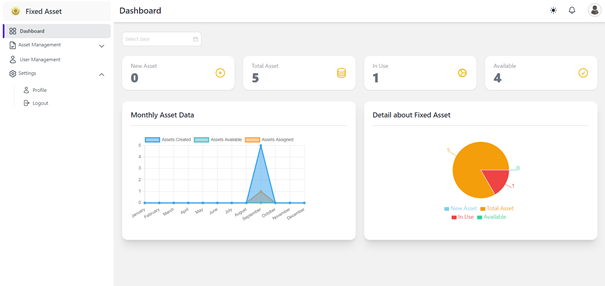 Fixed Asset
Dashboard
Asset Management
User Management
Settings
Profile
Logout
Dashboard
Select date
New Asset
0
Total Asset
5
In Use
1
Available
4
Monthly Asset Data
Assets Created Assets Available Assets Assigned
5
4
3
2
1
0
January February March April May June July August September October November December
Detail about Fixed Asset
0
1
New Asset Total Asset
In Use Available